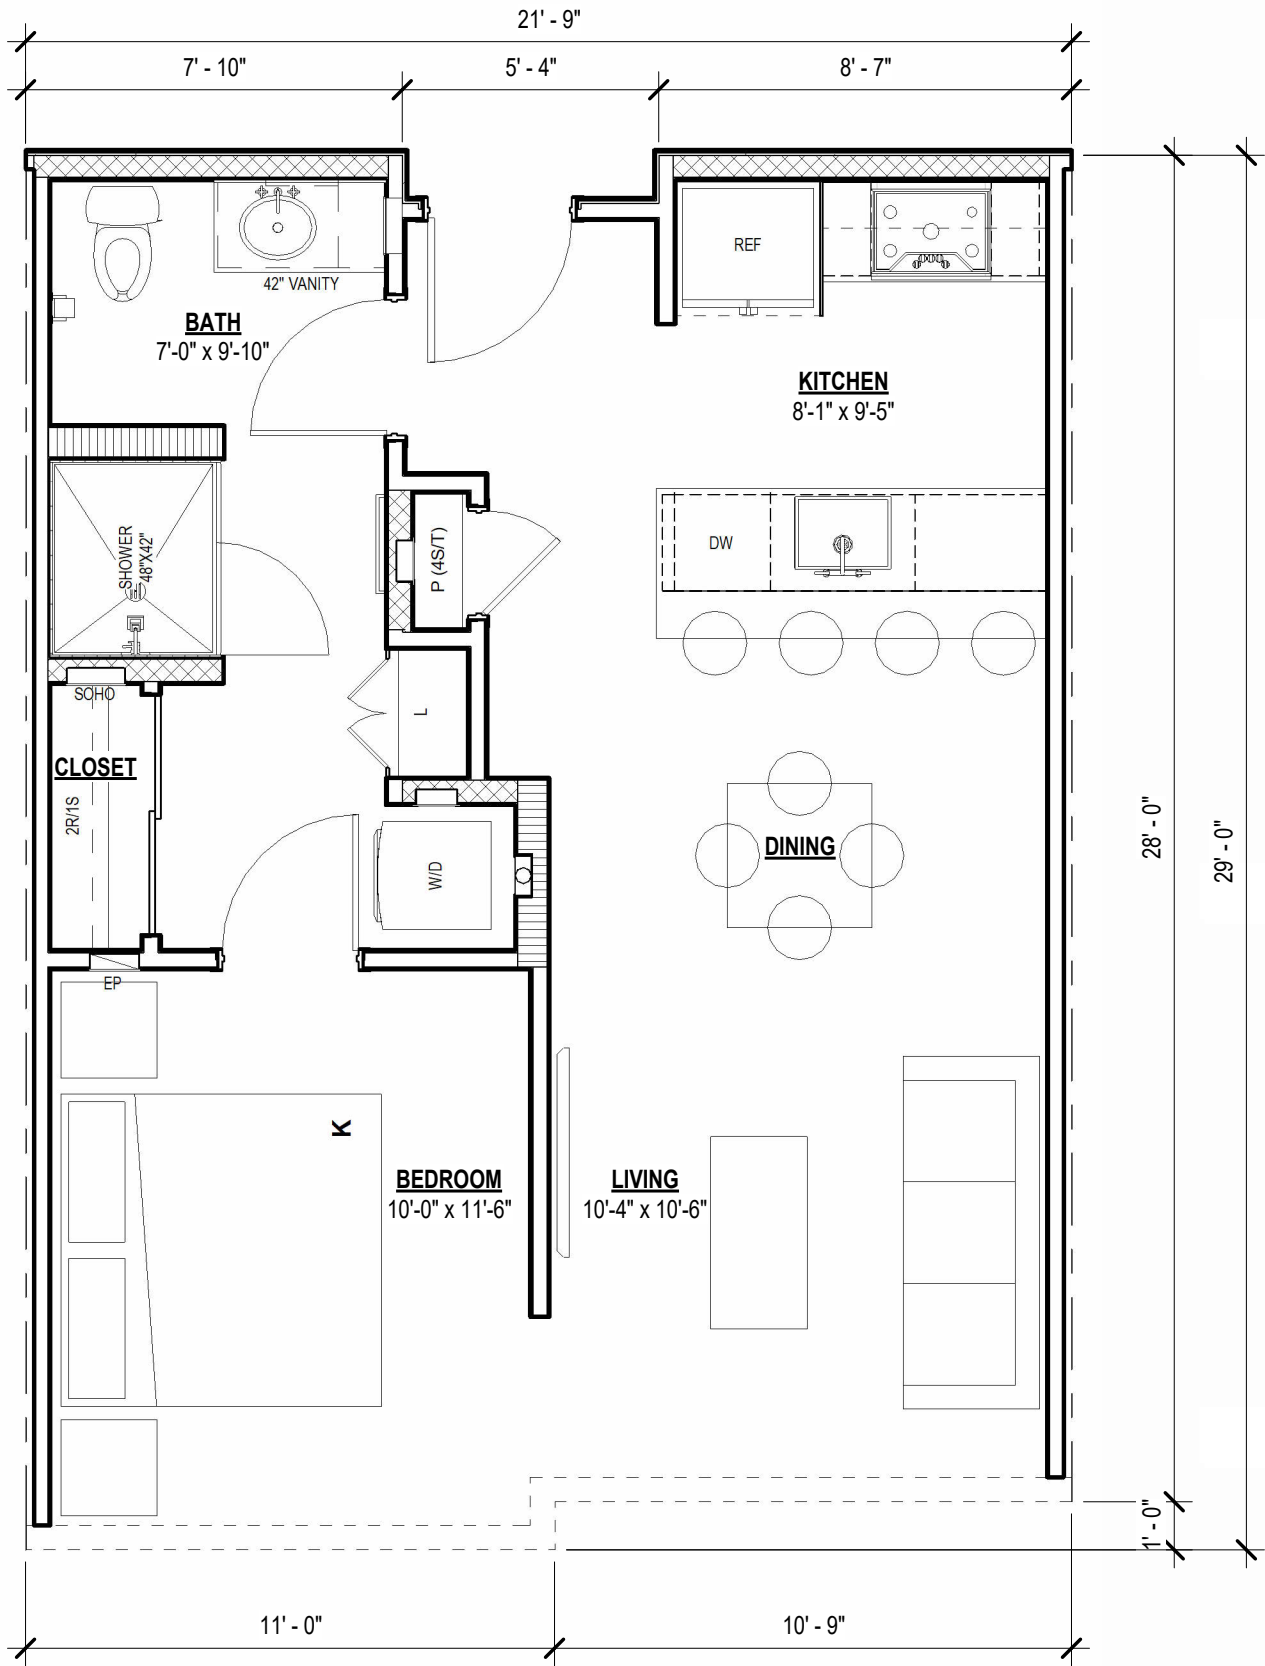 21' - 9"
7' - 10"
5' - 4"
8' - 7"
REF
42" VANITY
BATH
7'-0" x 9'-10"
KITCHEN
8'-1" x 9'-5"
SHOWER
48"X42"
P (4S/T)
DW
SOHO
L
CLOSET
2R/1S
W/D
DINING
28' - 0"
29' - 0"
EP
K
BEDROOM
10'-0" x 11'-6"
LIVING
10'-4" x 10'-6"
1' - 0"
11' - 0"
10' - 9"